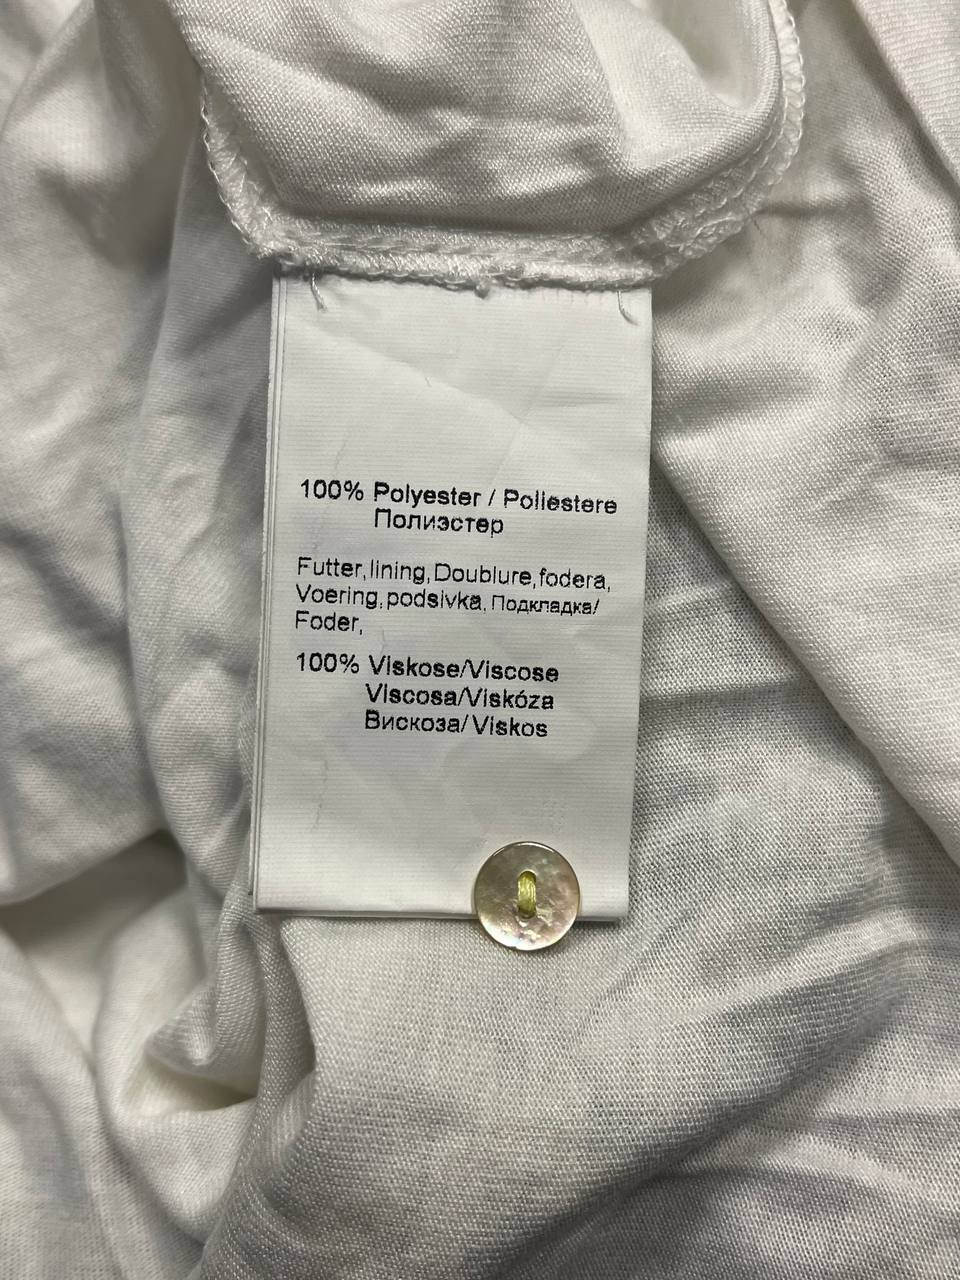 100% Polyester / Poliestere
Полиэстер
Futter, lining, Doublure, fodera,
Voering, podsivka, Подкладка/
Foder,
100% Viskose/Viscose
Viscosa/Viskóza
Вискоза/Viskos